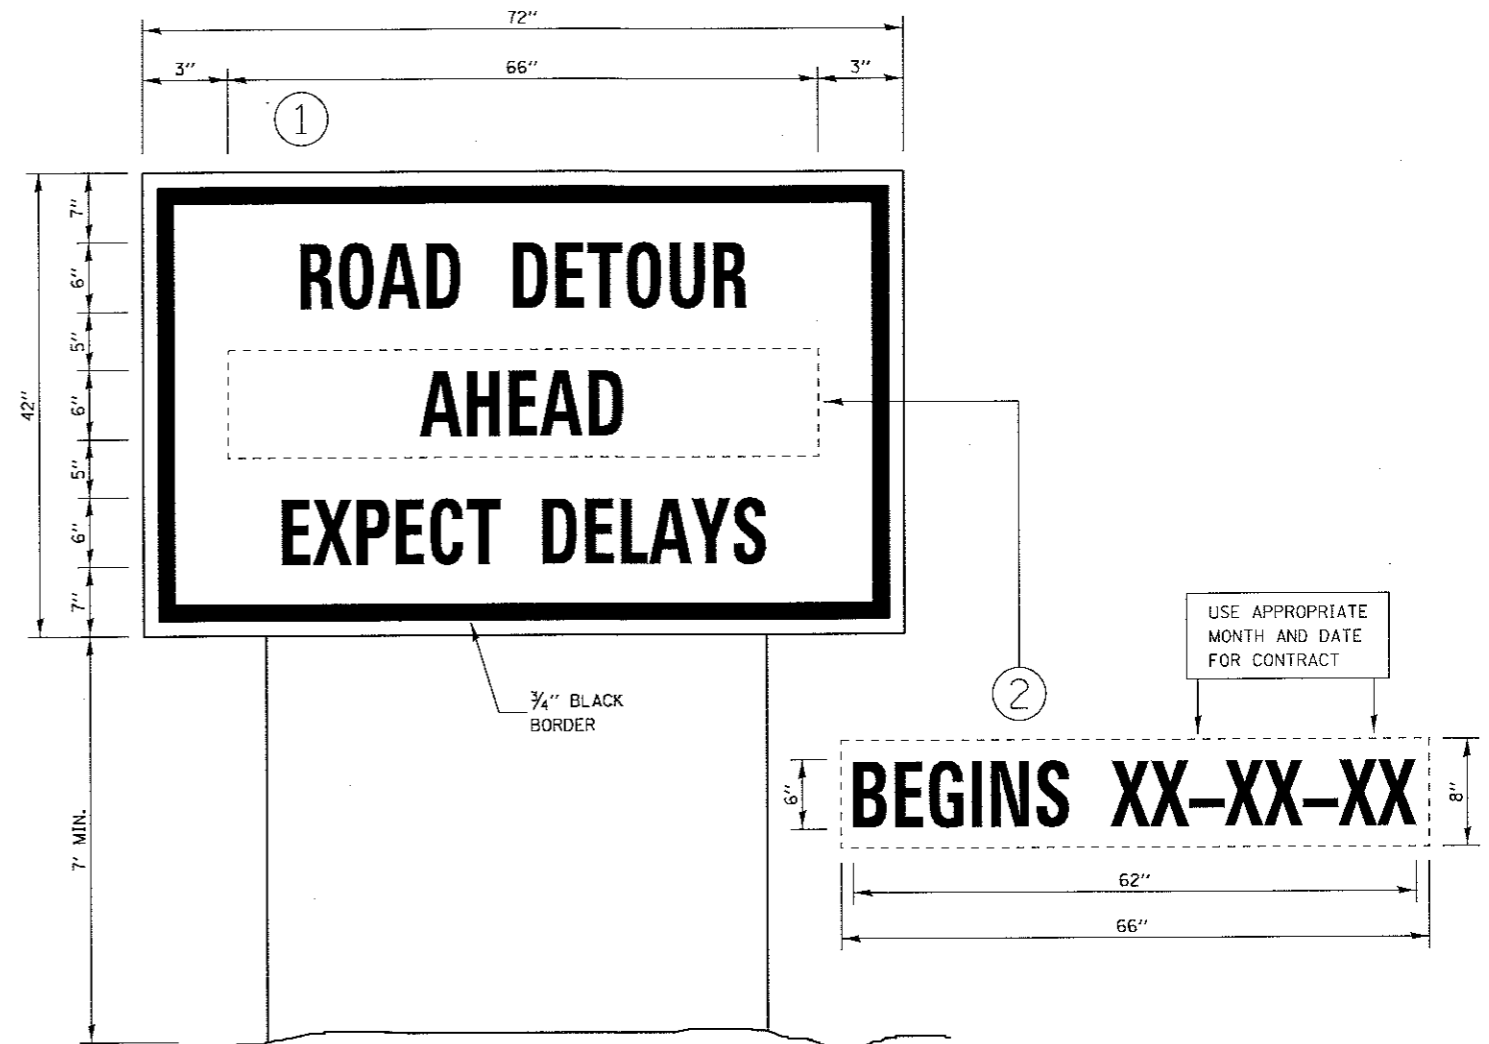 72"
3" 66" 3"
1
7"
6"
5"
6"
5"
6"
7"
42"
ROAD DETOUR
AHEAD
EXPECT DELAYS
¾" BLACK
BORDER
7' MIN.
2
USE APPROPRIATE
MONTH AND DATE
FOR CONTRACT
6"
BEGINS XX-XX-XX
8"
62"
66"